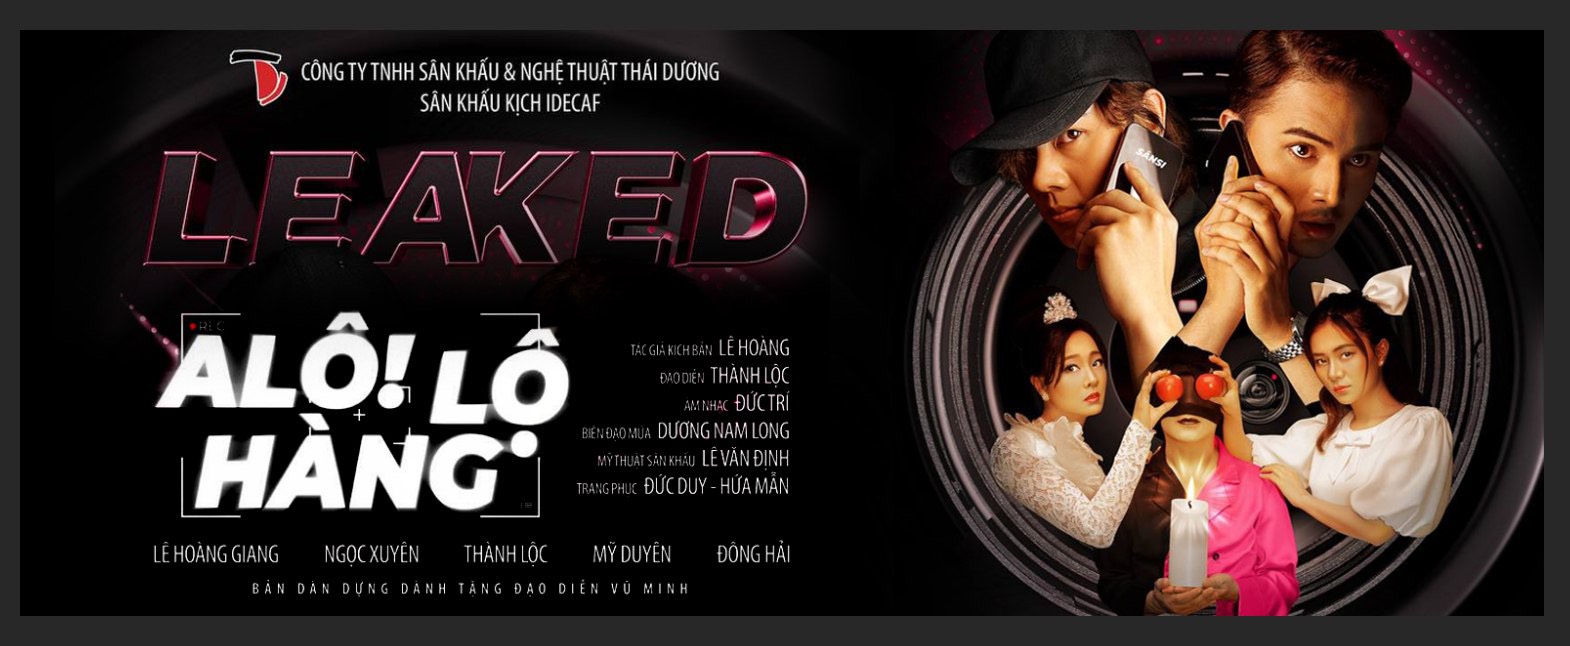 CÔNG TY TNHH SÂN KHẤU & NGHỆ THUẬT THÁI DƯƠNG
SÂN KHẤU KỊCH IDECAF
LEAKED
REC
ALÔ! LÔ
HÀNG
TÁC GIẢ KỊCH BẢN LÊ HOÀNG
ĐẠO DIỄN THÀNH LỘC
ÂM NHẠC ĐỨC TRÍ
BIÊN ĐẠO MÚA DƯƠNG NAM LONG
MỸ THUẬT SÂN KHẤU LÊ VĂN ĐỊNH
TRANG PHỤC ĐỨC DUY - HỨA MẪN
LÊ HOÀNG GIANG NGỌC XUYÊN THÀNH LỘC MỸ DUYÊN ĐÔNG HẢI
BẢN DÀN DỰNG DÀNH TẶNG ĐẠO DIỄN VŨ MINH
SÂNSI